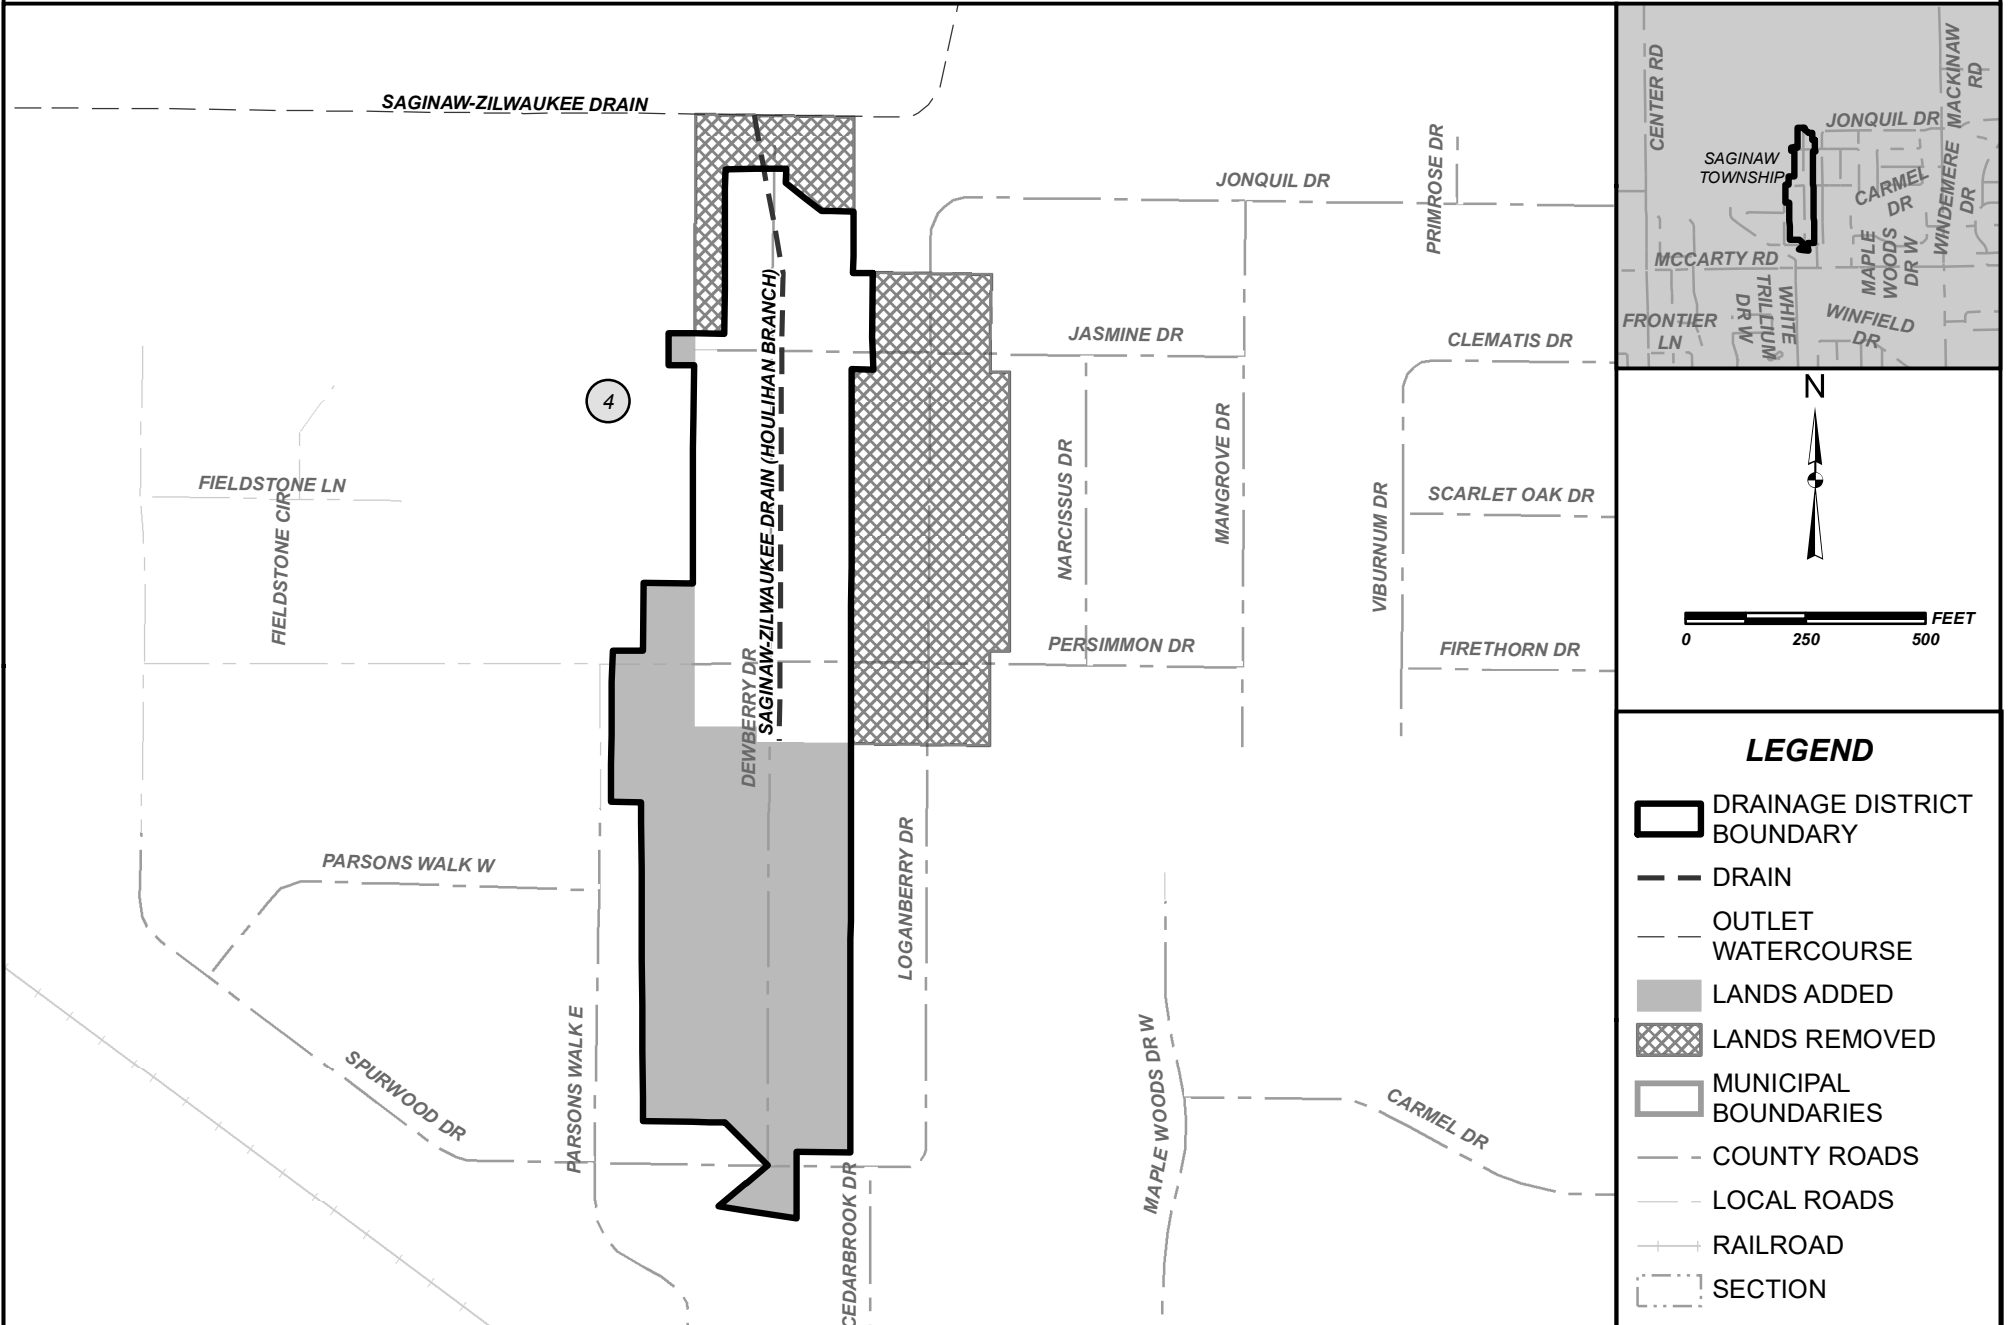 SAGINAW-ZILWAUKEE DRAIN
JONQUIL DR
PRIMROSE DR
SAGINAW-ZILWAUKEE DRAIN (HOULIHAN BRANCH)
JASMINE DR
CLEMATIS DR
4
FIELDSTONE LN
FIELDSTONE CIR
NARCISSUS DR
MANGROVE DR
VIBURNUM DR
SCARLET OAK DR
PERSIMMON DR
FIRETHORN DR
DEWBERRY DR
PARSONS WALK W
LOGANBERRY DR
PARSONS WALK E
SPURWOOD DR
MAPLE WOODS DR W
CARMEL DR
CEDARBROOK DR
CENTER RD
MACKINAW
RD
JONQUIL DR
SAGINAW
TOWNSHIP
CARMEL
DR
WINDEMERE
DR
MAPLE
WOODS
DR W
MCCARTY RD
WHITE
TRILLIUM
DR W
WINFIELD
DR
FRONTIER
LN
N
FEET
0 250 500
LEGEND
DRAINAGE DISTRICT
BOUNDARY
DRAIN
OUTLET
WATERCOURSE
LANDS ADDED
LANDS REMOVED
MUNICIPAL
BOUNDARIES
COUNTY ROADS
LOCAL ROADS
RAILROAD
SECTION